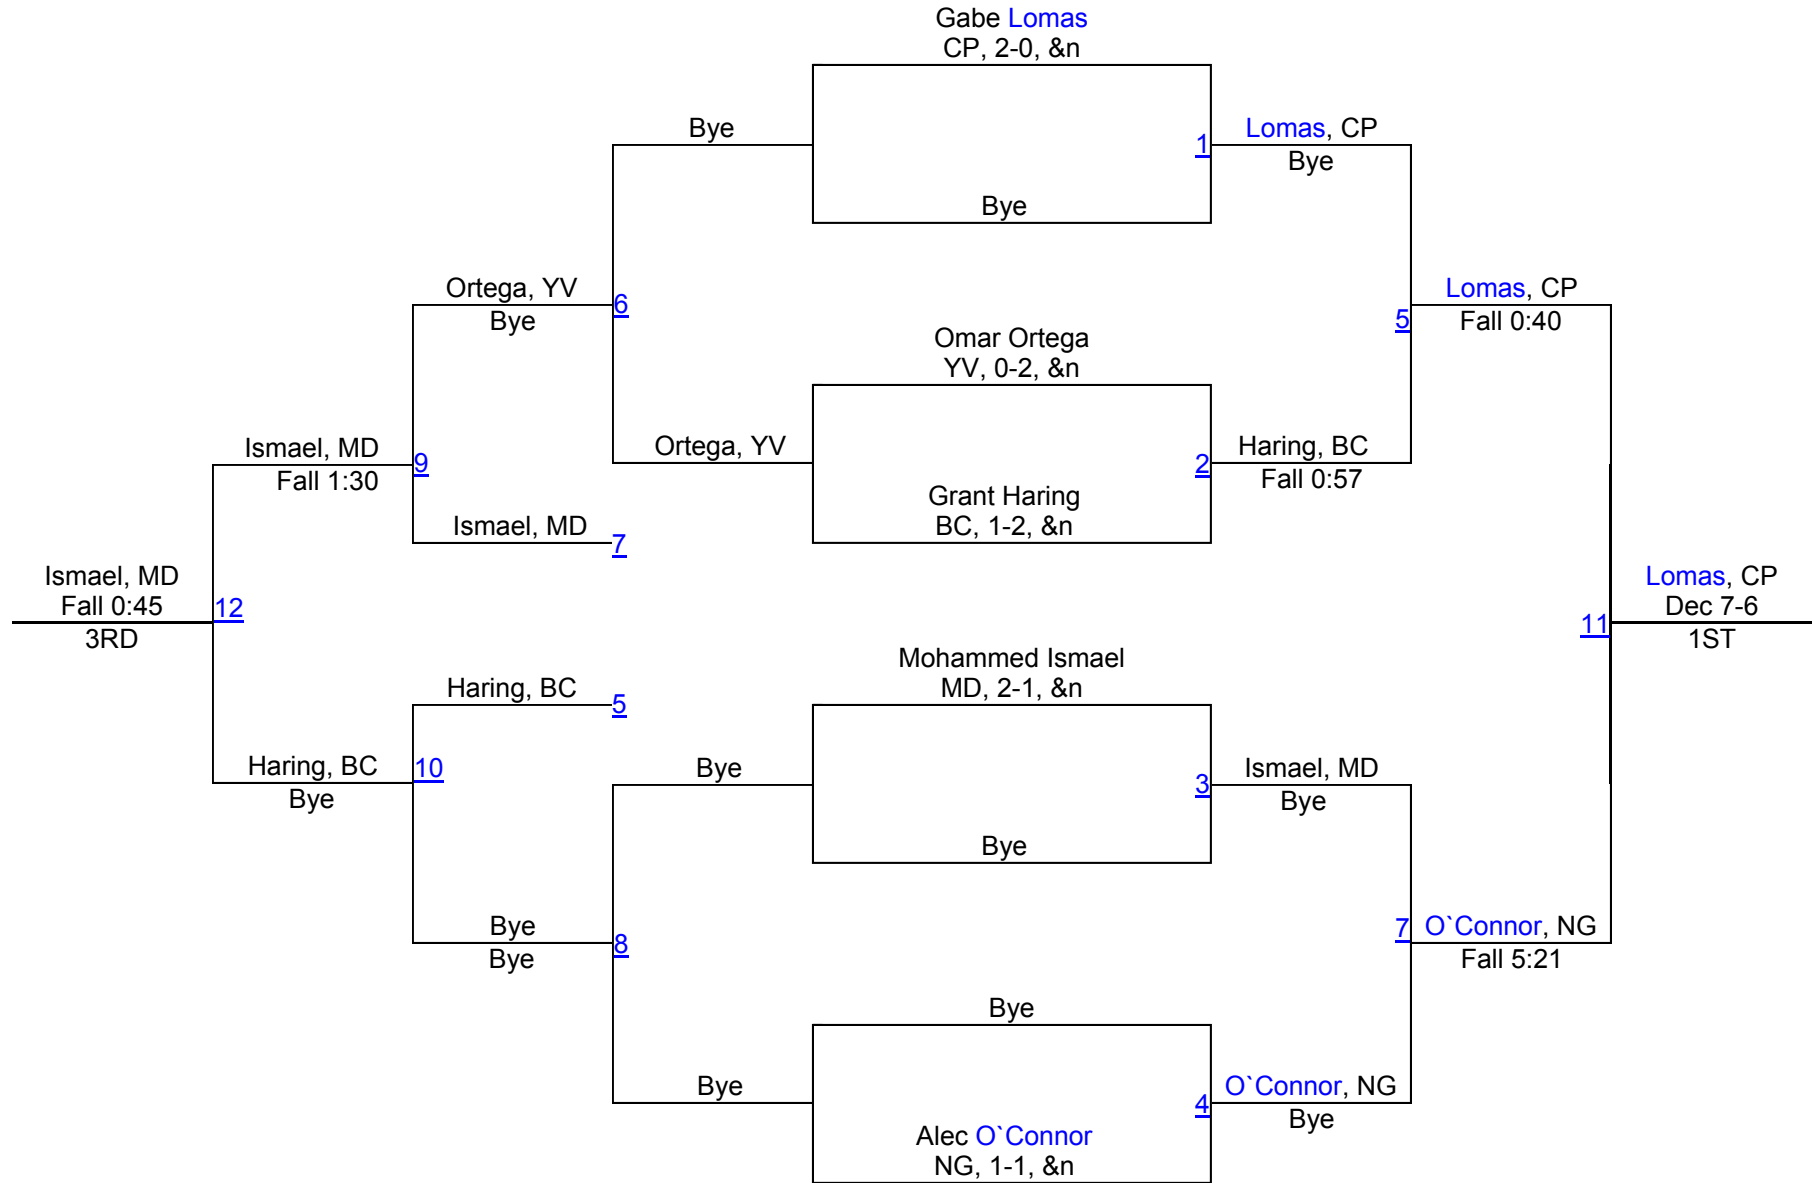 Gabe Lomas
CP, 2-0, &n
Bye
1
Lomas, CP
Bye
Bye
Ortega, YV
Bye
6
Lomas, CP
Fall 0:40
5
Omar Ortega
YV, 0-2, &n
Ismael, MD
Fall 1:30
9
Ortega, YV
2
Haring, BC
Fall 0:57
Grant Haring
BC, 1-2, &n
Ismael, MD
7
Ismael, MD
Fall 0:45
3RD
12
Lomas, CP
Dec 7-6
1ST
11
Mohammed Ismael
MD, 2-1, &n
Haring, BC
5
Haring, BC
Bye
10
Bye
3
Ismael, MD
Bye
Bye
Bye
Bye
8
7
O`Connor, NG
Fall 5:21
Bye
Bye
4
O`Connor, NG
Bye
Alec O`Connor
NG, 1-1, &n